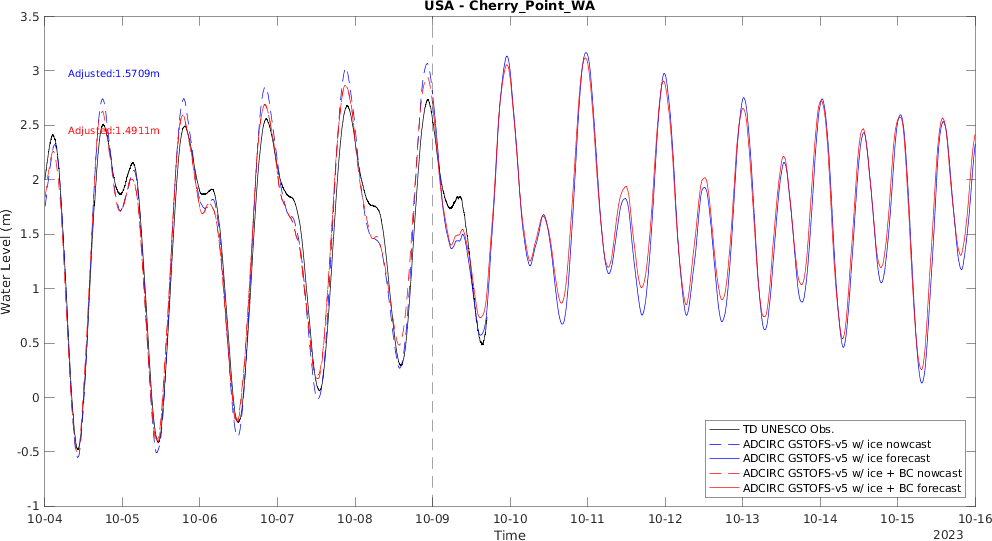 USA - Cherry_Point_WA
3.5
3
2.5
2
1.5
1
0.5
0
-0.5
-1
Water Level (m)
Adjusted:1.5709m
Adjusted:1.4911m
TD UNESCO Obs.
ADCIRC GSTOFS-v5 w/ ice nowcast
ADCIRC GSTOFS-v5 w/ ice forecast
ADCIRC GSTOFS-v5 w/ ice + BC nowcast
ADCIRC GSTOFS-v5 w/ ice + BC forecast
10-04 10-05 10-06 10-07 10-08 10-09 10-10 10-11 10-12 10-13 10-14 10-15 10-16
Time
2023